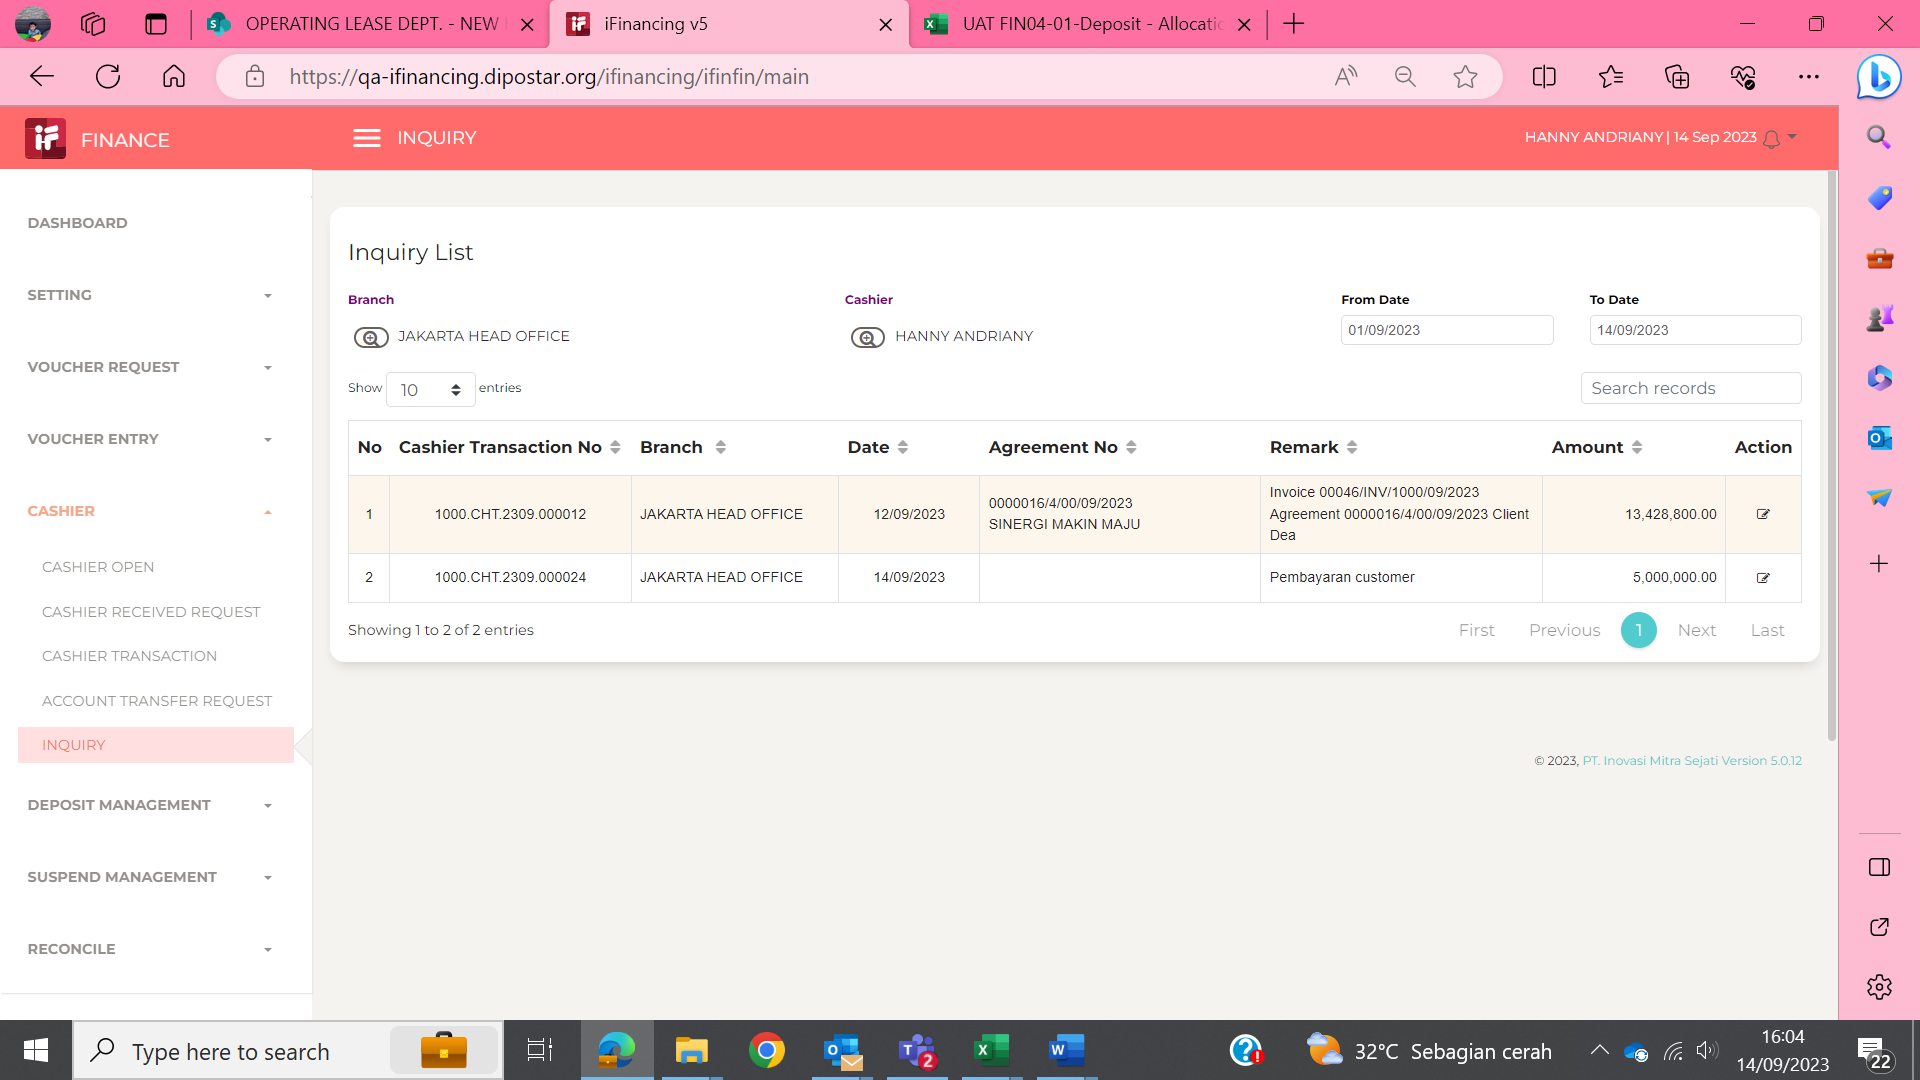 OPERATING LEASE DEPT. - NEW
iFinancing v5
UAT FIN04-01-Deposit - Allocatic
https://qa-ifinancing.dipostar.org/ifinancing/ifinfin/main
iF FINANCE
INQUIRY
HANNY ANDRIANY | 14 Sep 2023
DASHBOARD
SETTING
VOUCHER REQUEST
VOUCHER ENTRY
CASHIER
CASHIER OPEN
CASHIER RECEIVED REQUEST
CASHIER TRANSACTION
ACCOUNT TRANSFER REQUEST
INQUIRY
DEPOSIT MANAGEMENT
SUSPEND MANAGEMENT
RECONCILE
Inquiry List
Branch Cashier From Date To Date
JAKARTA HEAD OFFICE HANNY ANDRIANY 01/09/2023 14/09/2023
Show 10 entries Search records
No Cashier Transaction No Branch Date Agreement No Remark Amount Action
1 1000.CHT.2309.000012 JAKARTA HEAD OFFICE 12/09/2023
0000016/4/00/09/2023
SINERGI MAKIN MAJU
Invoice 00046/INV/1000/09/2023
Agreement 0000016/4/00/09/2023 Client
Dea
13,428,800.00
2 1000.CHT.2309.000024 JAKARTA HEAD OFFICE 14/09/2023 Pembayaran customer 5,000,000.00
Showing 1 to 2 of 2 entries First Previous 1 Next Last
© 2023, PT. Inovasi Mitra Sejati Version 5.0.12
Type here to search
2
32°C Sebagian cerah
16:04
14/09/2023
22